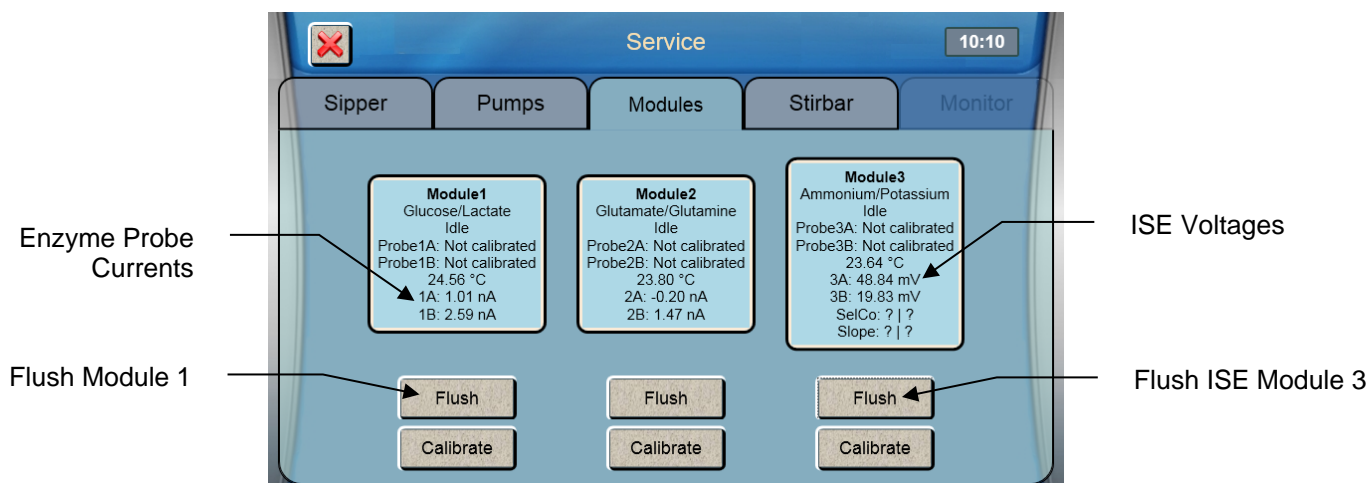 Service
10:10
Sipper
Pumps
Modules
Stirbar
Monitor
Enzyme Probe
Currents
Module1
Glucose/Lactate
Idle
Probe1A: Not calibrated
Probe1B: Not calibrated
24.56 °C
1A: 1.01 nA
1B: 2.59 nA
Module2
Glutamate/Glutamine
Idle
Probe2A: Not calibrated
Probe2B: Not calibrated
23.80 °C
2A: -0.20 nA
2B: 1.47 nA
Module3
Ammonium/Potassium
Idle
Probe3A: Not calibrated
Probe3B: Not calibrated
23.64 °C
3A: 48.84 mV
3B: 19.83 mV
SelCo: ? | ?
Slope: ? | ?
ISE Voltages
Flush Module 1
Flush
Flush
Flush
Flush ISE Module 3
Calibrate
Calibrate
Calibrate